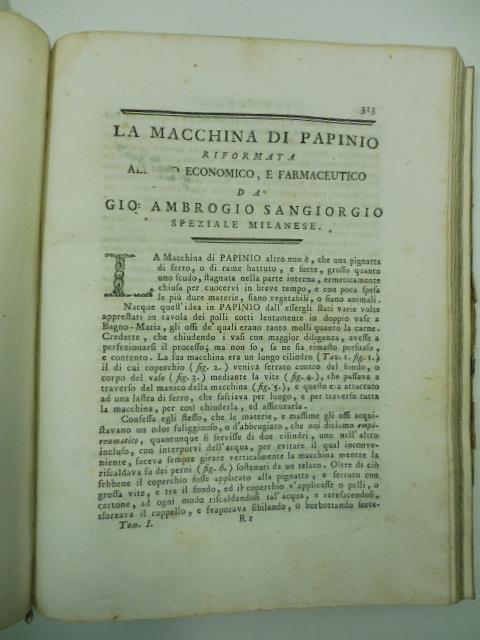 313
LA MACCHINA DI PAPINIO
RIFORMATA
ECONOMICO, E FARMACEUTICO
DA
GIO: AMBROGIO SANGIORGIO
SPEZIALE MILANESE.
LA Macchina di PAPINIO altro non è, che una pignatta
di ferro, o di rame battuto, e forte, grosso quanto
uno scudo, stagnata nella parte interna, ermeticamente
chiusa per cuocervi in breve tempo, e con poca spesa
le più dure materie, siano vegetabili, o siano animali.
Nacque quest'idea in PAPINIO dall'essergli stati varie volte
apprestati in tavola dei polli cotti lentamente in doppio vase a
Bagno-Maria, gli ossi de' quali erano tanto molli quanto la carne.
Credette, che chiudendo i vasi con maggior diligenza, avesse a
perfezionarsi il processo; ma non so, se ne sia rimasto persuaso,
e contento. La sua macchina era un lungo cilindro (Tav. 1. fig. 1.)
il di cui coperchio (fig. 2.) veniva serrato contro del fondo, o
corpo del vase (fig. 3.) mediante la vite (fig. 4.), che passava a
traverso del manico della macchina (fig. 5.), e questo era attaccato
ad una lastra di ferro, che fasciava per lungo, e per traverso tutta
la macchina, per così chiuderla, ed assicurarla.
Confessa egli stesso, che le materie, e massime gli ossi acqui-
stavano un odor fuligginoso, o d'abbrugiato, che noi diciamo empi-
reumatico, quantunque si servisse di due cilindri, uno nell'altro
incluso, con interporvi dell'acqua, per evitare il qual inconve-
niente, faceva sempre girare verticalmente la macchina mentre la
riscaldava su dei perni (fig. 6.) sostenuti da un telaro. Oltre di ciò
sebbene il coperchio fosse applicato alla pignatta, e serrato con
grossa vite, e tra il fondo, ed il coperchio v'applicasse o pelli, o
cartone, ad ogni modo riscaldandosi tal'acqua, e rarefacendosi,
sforzava il cappello, e svaporava sibilando, o borbottando sotte-
Tom. I. Rr